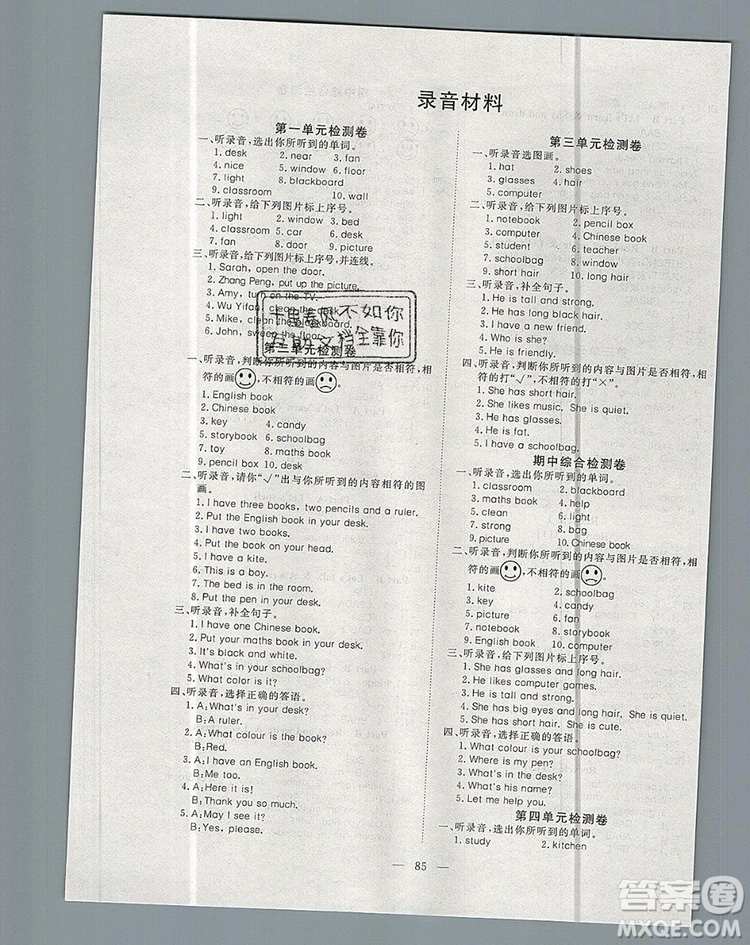 录音材料
第一单元检测卷
一、听录音,选出你所听到的单词。
1. desk 2. near 3. fan
4. nice 5. window 6. floor
7. light 8. blackboard
9. classroom 10. wall
二、听录音,给下列图片标上序号。
1. light 2. window 3. bed
4. classroom 5. car 6. desk
7. fan 8. door 9. picture
三、听录音,给下列图片标上序号,并连线。
1. Sarah, open the door.
2. Zhang Peng, put up the picture.
3. Amy, turn on the TV.
4. Wu Yifan, clean the desk
5. Mike, clean the
6. John, sweep the floor.
卡思春风不如你
互助文档全靠你
第二单元检测卷
一、听录音,判断你所听到的内容与图片是否相符,相
符的画 ,不相符的画 。
1. English book
2. Chinese book
3. key 4. candy
5. storybook 6. schoolbag
7. toy 8. maths book
9. pencil box 10. desk
二、听录音,请你“√”出与你所听到的内容相符的图
画。
1. I have three books, two pencils and a ruler.
2. Put the English book in your desk.
3. I have two books.
4. Put the book on your head.
5. I have a kite.
6. This is a boy.
7. The bed is in the room.
8. Put the pen in your desk.
三、听录音,补全句子。
1. I have one Chinese book.
2. Put your maths book in your desk.
3. It's black and white.
4. What's in your schoolbag?
5. What color is it?
四、听录音,选择正确的答语。
1. A:What's in your desk?
B:A ruler.
2. A:What colour is the book?
B:Red.
3. A:I have an English book.
B:Me too.
4. A:Here it is!
B:Thank you so much.
5. A:May I see it?
B:Yes, please.
第三单元检测卷
一、听录音选图画。
1. hat 2. shoes
3. glasses 4. hair
5. computer
二、听录音,给下列图片标上序号。
1. notebook 2. pencil box
3. computer 4. Chinese book
5. student 6. teacher
7. schoolbag 8. window
9. short hair 10. long hair
三、听录音,补全句子。
1. He is tall and strong.
2. He has long black hair.
3. I have a new friend.
4. Who is he?
5. He is friendly.
四、听录音,判断你所听到的内容与图片是否相符,
相符的打“√”,不相符的打“×”。
1. She has short hair.
2. She likes music. She is quiet.
3. He has glasses.
4. He is fat.
5. I have a schoolbag.
期中综合检测卷
一、听录音,选出你所听到的单词。
1. classroom 2. blackboard
3. maths book 4. help
5. clean 6. light
7. strong 8. bag
9. picture 10. Chinese book
二、听录音,判断你所听到的内容与图片是否相符,相
符的画 ,不相符的画 。
1. kite 2. schoolbag
3. key 4. candy
5. picture 6. fan
7. notebook 8. storybook
9. English book 10. window
三、听录音,给下列图片标上序号。
1. She has glasses and long hair.
2. He likes computer games.
3. He is tall and strong.
4. She has big eyes and long hair. She is quiet.
5. She has short hair. She is cute.
四、听录音,选择正确的答语。
1. What colour is your schoolbag?
2. Where is my pen?
3. What's in the desk?
4. What's his name?
5. Let me help you.
第四单元检测卷
一、听录音,选出你所听到的单词。
1. study 2. kitchen
— 85 —
答案圈
MXQE.COM